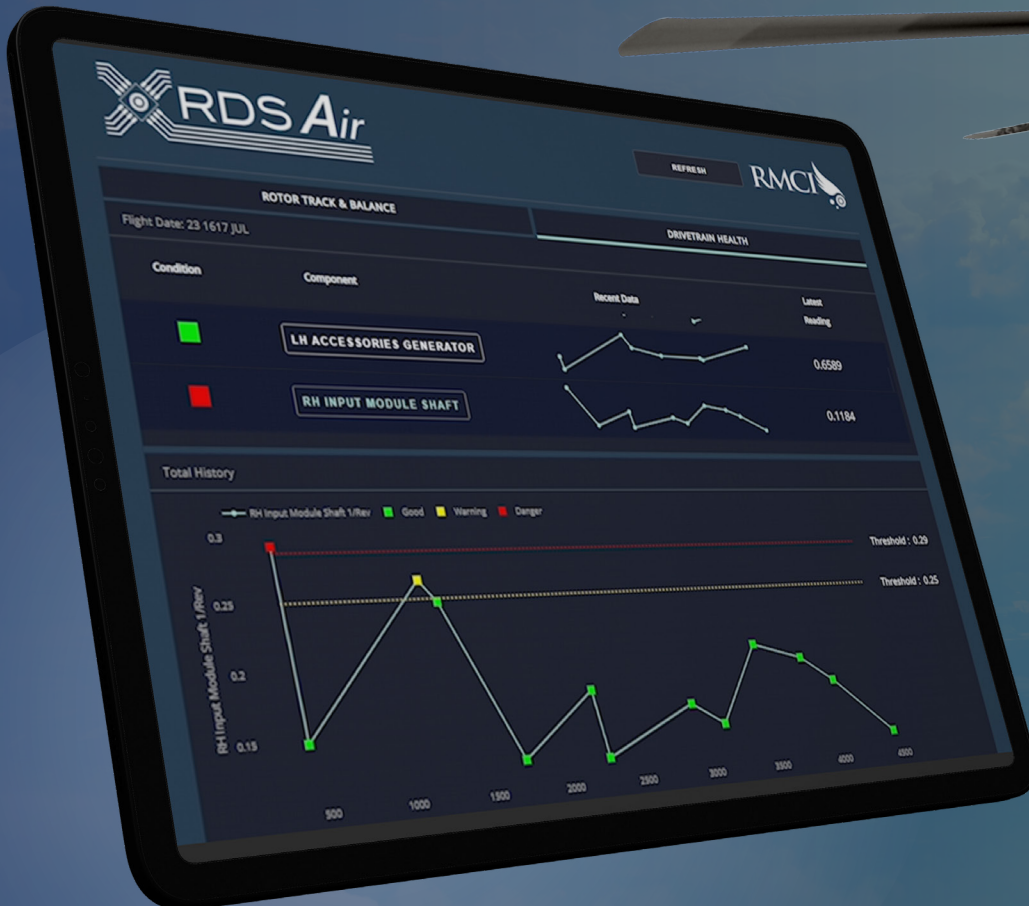 RDS Air
REFRESH
RMCI
ROTOR TRACK & BALANCE
DRIVETRAIN HEALTH
Flight Date: 23 1617 JUL
Condition
Component
Recent Data
Latest
Reading
LH ACCESSORIES GENERATOR
0.6589
RH INPUT MODULE SHAFT
0.1184
Total History
RH Input Module Shaft 1/Rev
Good
Warning
Danger
0.3
Threshold : 0.29
Threshold : 0.25
0.25
0.2
0.15
RH Input Module Shaft 1/Rev
500
1000
1500
2000
2500
3000
3500
4000
4500